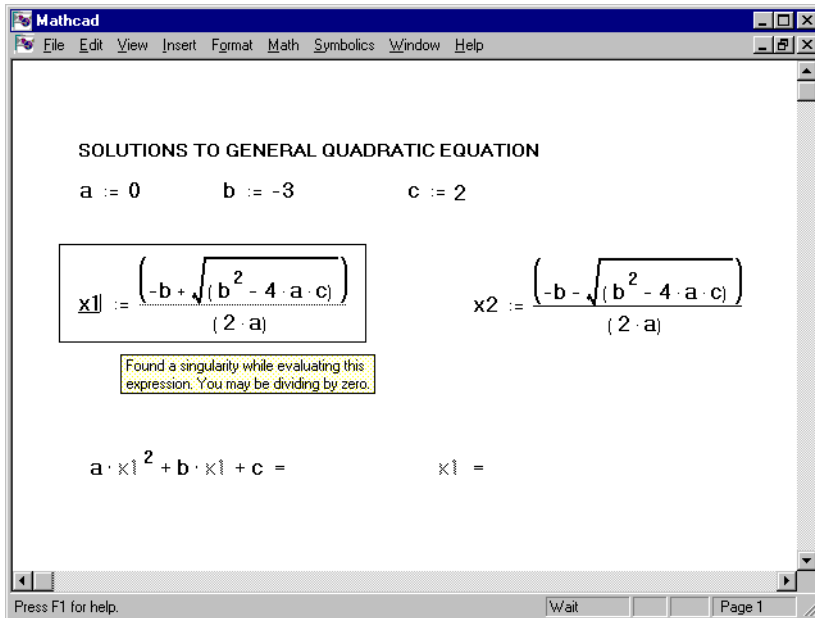 Mathcad
File Edit View Insert Format Math Symbolics Window Help
SOLUTIONS TO GENERAL QUADRATIC EQUATION
a := 0 b := -3 c := 2
x1 := (-b + √(b² - 4 · a · c)) / (2 · a) x2 := (-b - √(b² - 4 · a · c)) / (2 · a)
Found a singularity while evaluating this
expression. You may be dividing by zero.
a · x1² + b · x1 + c = x1 =
Press F1 for help. Wait Page 1